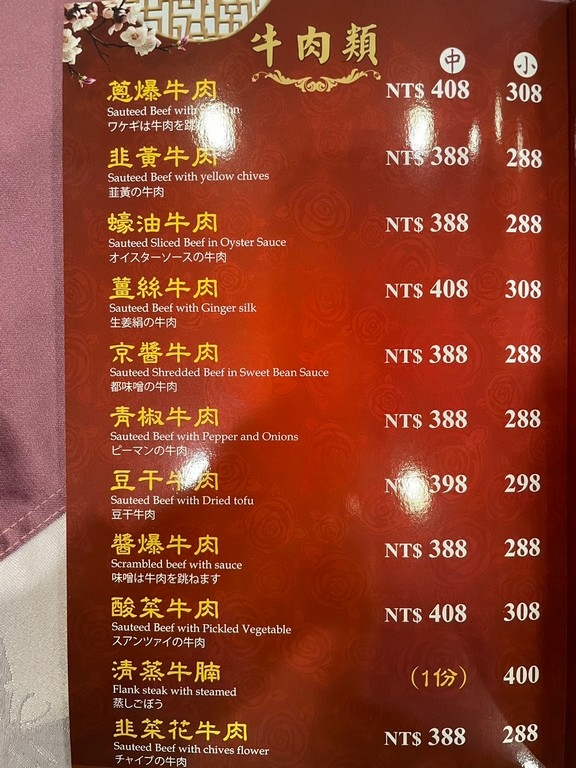 牛肉類
中 小
蔥爆牛肉 NT$ 408 308
Sauteed Beef with
ワケギは牛肉を跳
韭黃牛肉 NT$ 388 288
Sauteed Beef with yellow chives
韮黃の牛肉
蠔油牛肉 NT$ 388 288
Sauteed Sliced Beef in Oyster Sauce
オイスターソースの牛肉
薑絲牛肉 NT$ 408 308
Sauteed Beef with Ginger silk
生姜絹の牛肉
京醬牛肉 NT$ 388 288
Sauteed Shredded Beef in Sweet Bean Sauce
都味噌の牛肉
青椒牛肉 NT$ 388 288
Sauteed Beef with Pepper and Onions
ピーマンの牛肉
豆干牛肉 NT$ 398 298
Sauteed Beef with Dried tofu
豆干牛肉
醬爆牛肉 NT$ 388 288
Scrambled beef with sauce
味噌は牛肉を跳ねます
酸菜牛肉 NT$ 408 308
Sauteed Beef with Pickled Vegetable
スアンツァイの牛肉
清蒸牛腩 (1份) 400
Flank steak with steamed
蒸しごぼう
韭菜花牛肉 NT$ 388 288
Sauteed Beef with chives flower
チャイブの牛肉